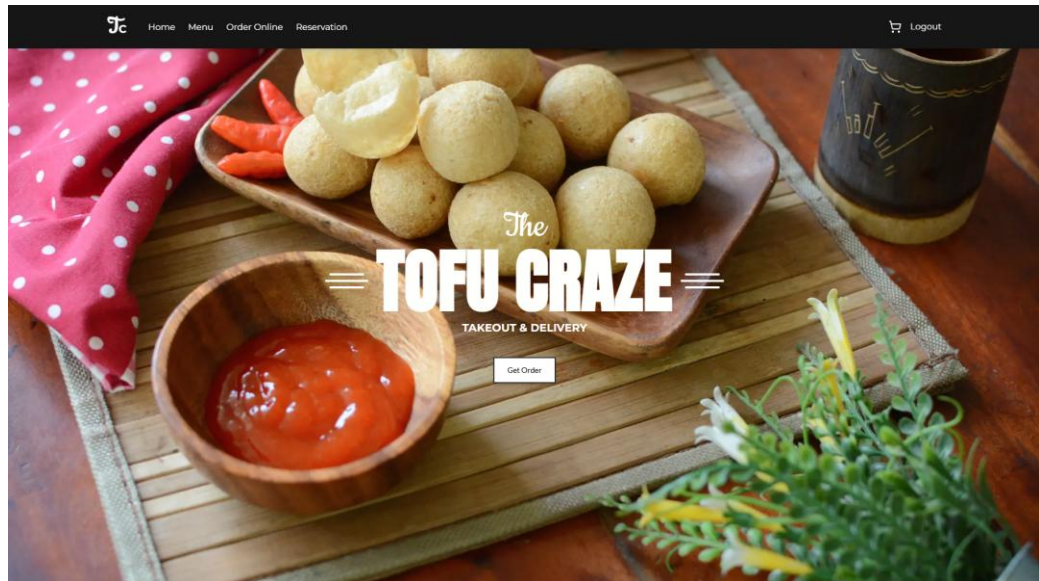 Tc
Home Menu Order Online Reservation
Logout
The
TOFU CRAZE
TAKEOUT & DELIVERY
Get Order